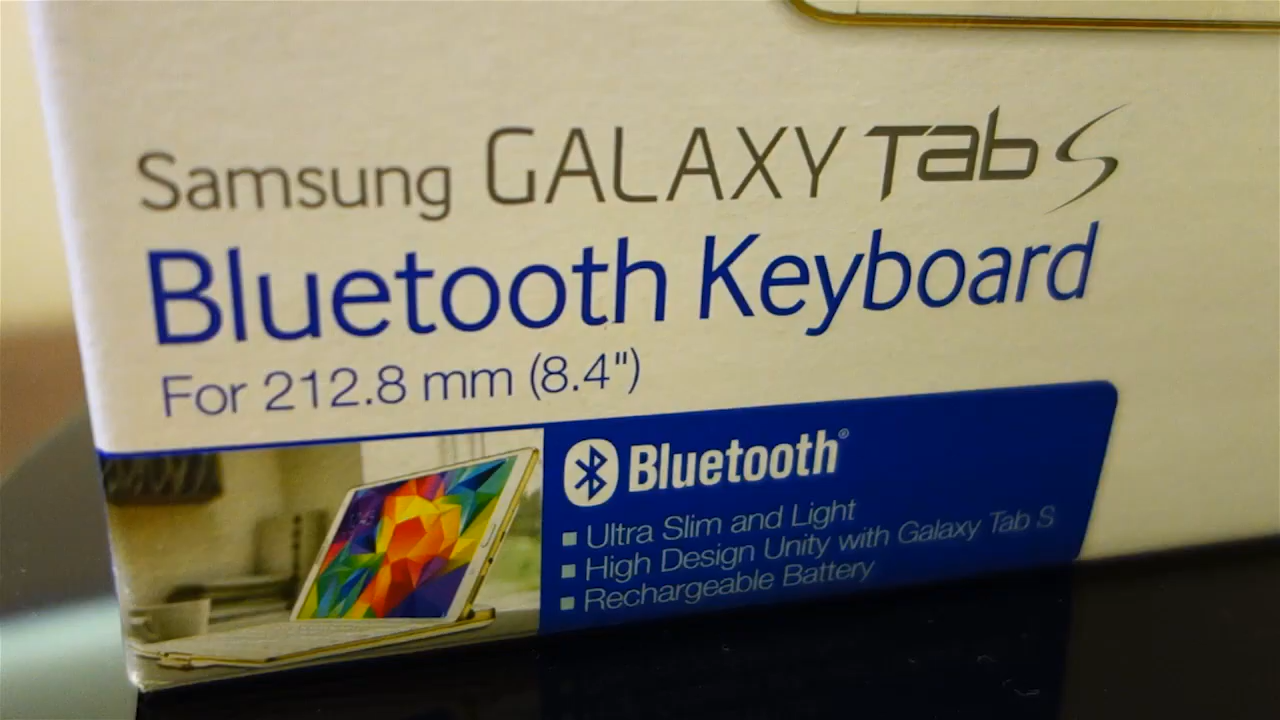 Samsung GALAXY Tab S
Bluetooth Keyboard
For 212.8 mm (8.4")
Bluetooth®
▪ Ultra Slim and Light
▪ High Design Unity with Galaxy Tab S
▪ Rechargeable Battery